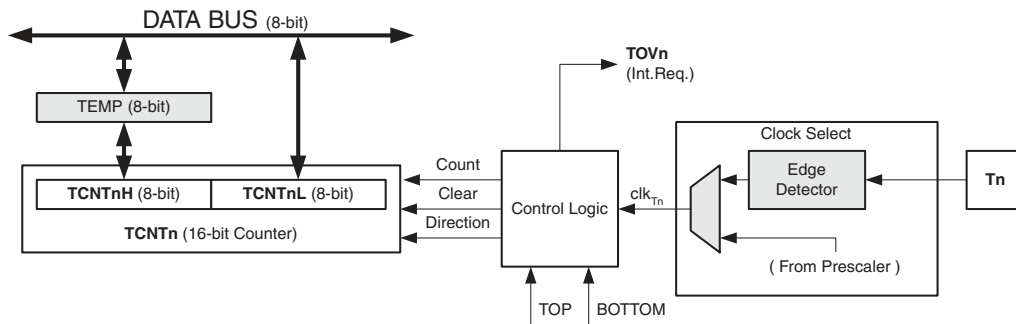 DATA BUS (8-bit)
TEMP (8-bit)
TCNTnH (8-bit) TCNTnL (8-bit)
TCNTn (16-bit Counter)
Count
Clear
Direction
Control Logic
TOVn
(Int.Req.)
TOP
BOTTOM
clkTn
Clock Select
Edge
Detector
( From Prescaler )
Tn